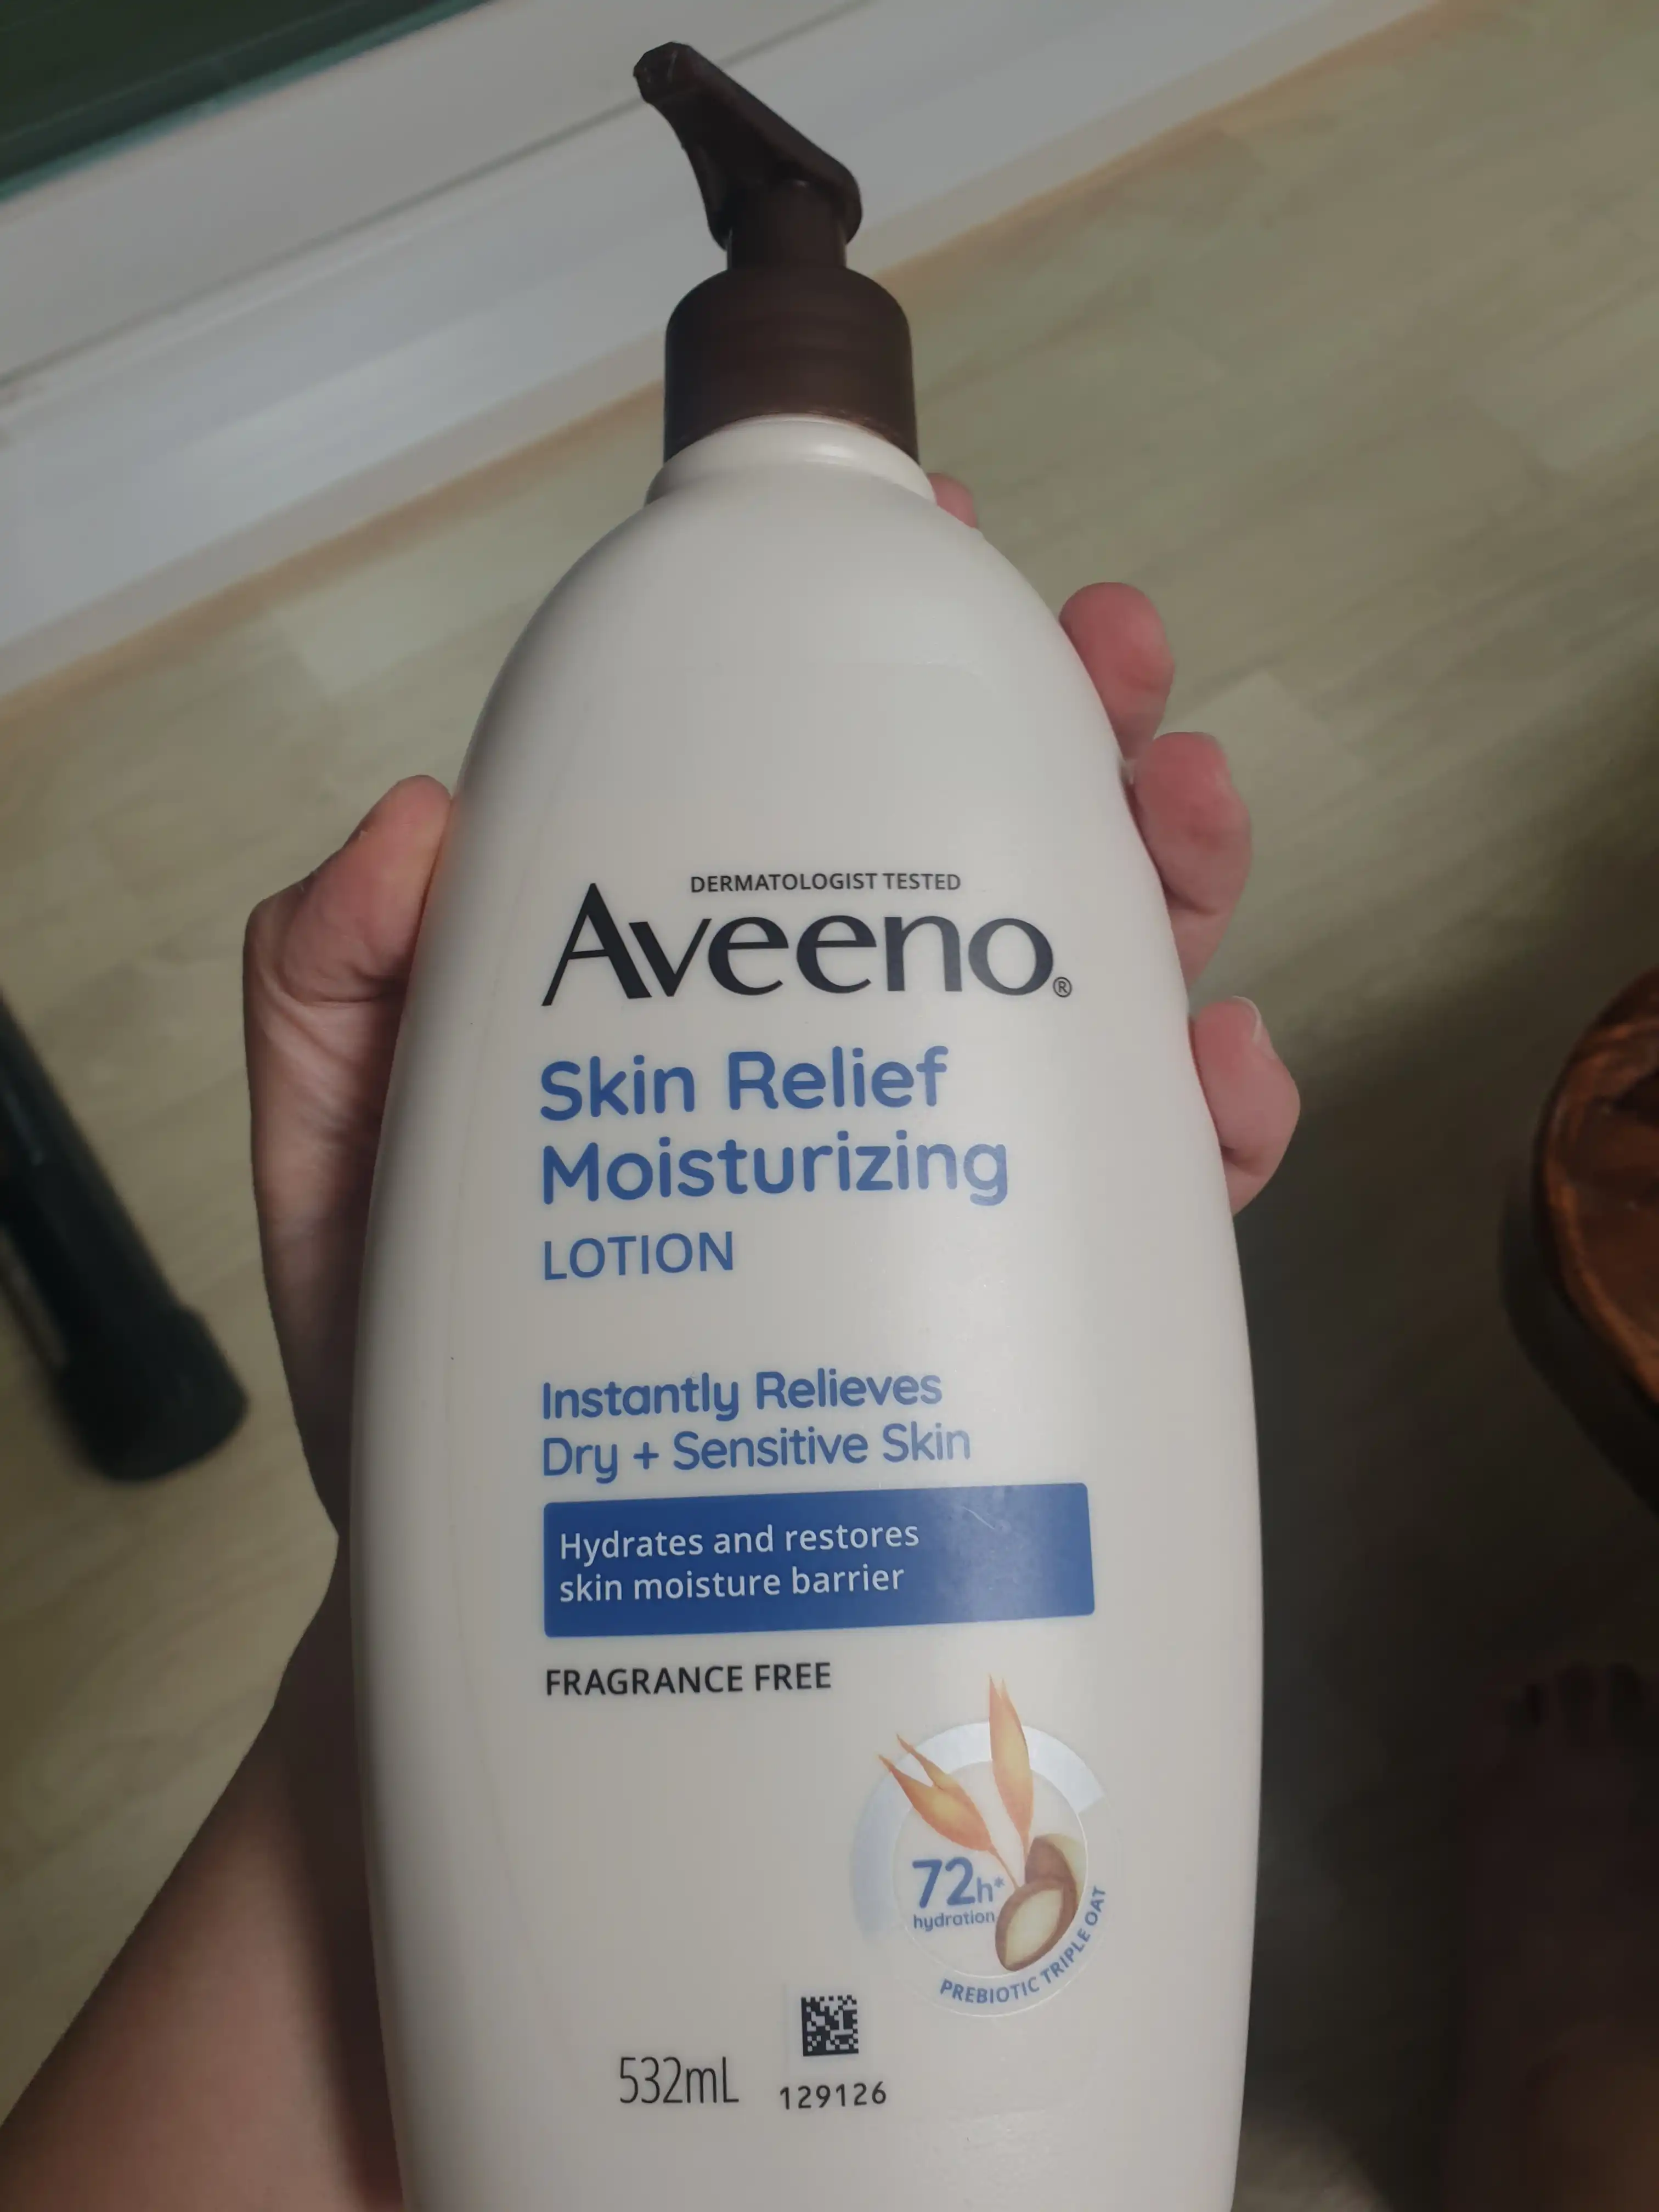 DERMATOLOGIST TESTED
Aveeno®
Skin Relief
Moisturizing
LOTION
Instantly Relieves
Dry + Sensitive Skin
Hydrates and restores
skin moisture barrier
FRAGRANCE FREE
72h*
hydration
PREBIOTIC TRIPLE OAT
532mL
129126